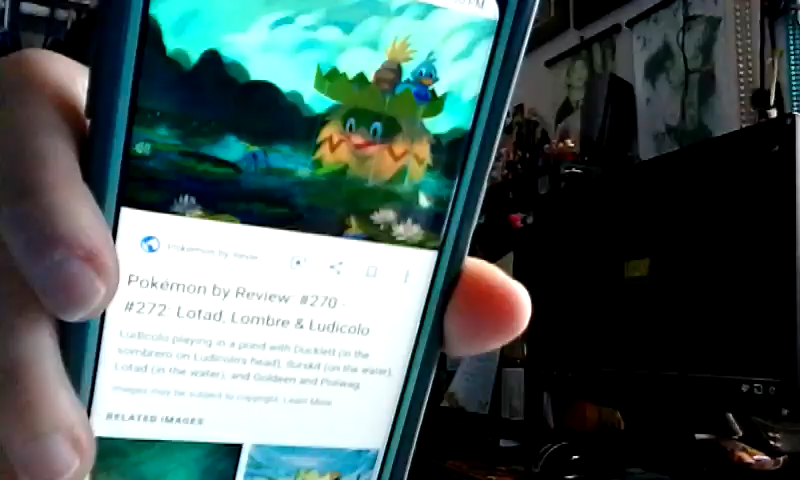 PM
Pokémon by Review
Pokémon by Review: #270 -
#272: Lotad, Lombre & Ludicolo
Ludicolo playing in a pond with Ducklett (in the
sombrero on Ludicolo's head), Surskit (on the water),
Lotad (in the water), and Goldeen and Poliwag.
Images may be subject to copyright. Learn More
RELATED IMAGES